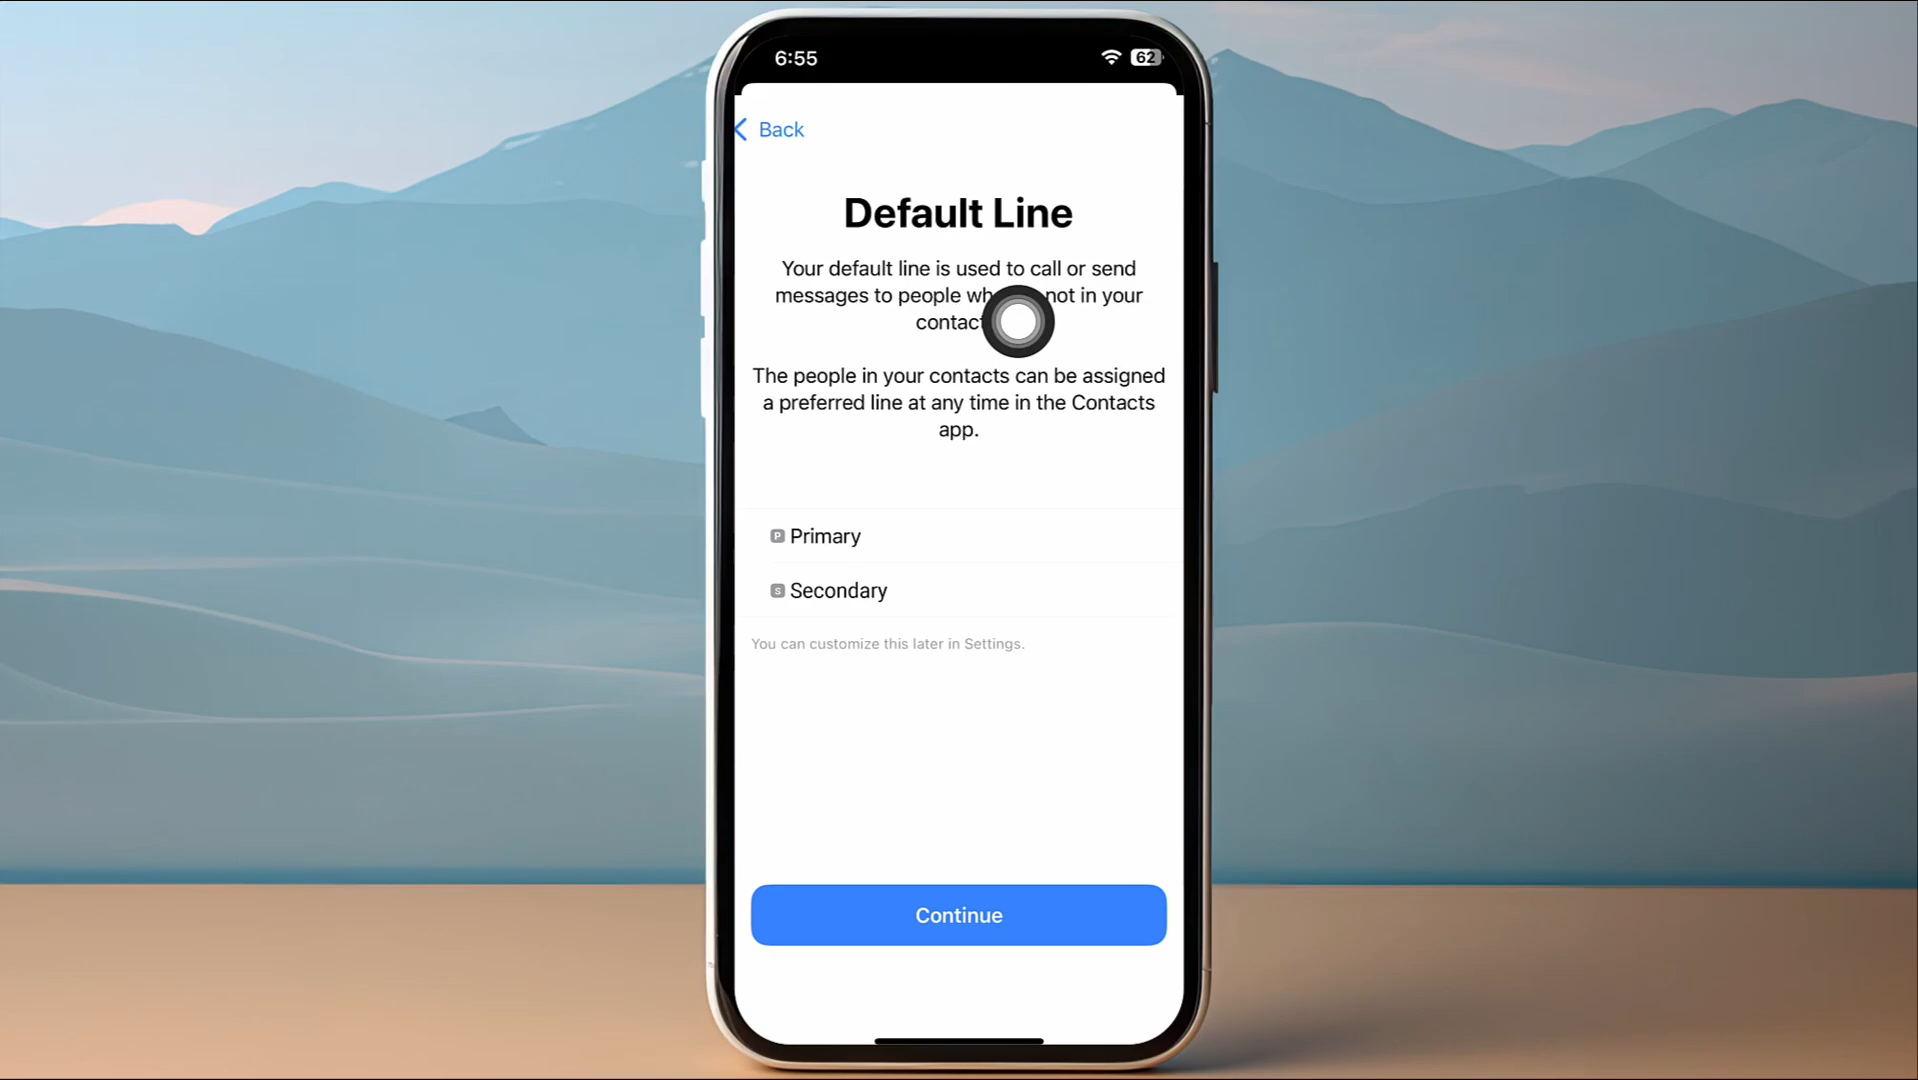 6:55
62
Back
Default Line
Your default line is used to call or send
messages to people not in your
The people in your contacts can be assigned
a preferred line at any time in the Contacts
app.
P Primary
S Secondary
You can customize this later in Settings.
Continue